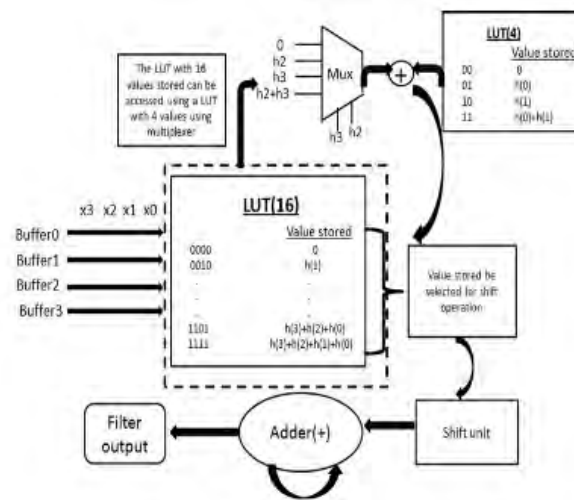 The LUT with 16
values stored can be
accessed using a LUT
with 4 values using
multiplexer
0
h2
h3
h2+h3
Mux
h3
h2
+
LUT(4)
Value stored
00 0
01 h(0)
10 h(1)
11 h(0)+h(1)
x3 x2 x1 x0
Buffer0
Buffer1
Buffer2
Buffer3
LUT(16)
Value stored
0000 0
0010 h(1)
. .
. .
. .
1101 h(3)+h(2)+h(0)
1111 h(3)+h(2)+h(1)+h(0)
Value stored be
selected for shift
operation
Shift unit
Adder(+)
Filter
output